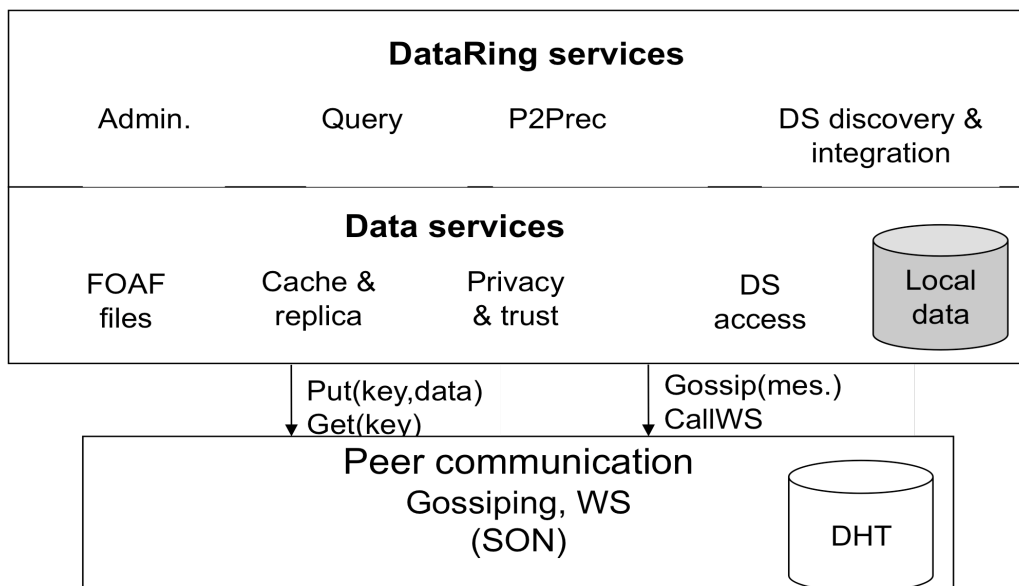 DataRing services
Admin.
Query
P2Prec
DS discovery &
integration
Data services
FOAF
files
Cache &
replica
Privacy
& trust
DS
access
Local
data
Put(key,data)
Get(key)
Gossip(mes.)
CallWS
Peer communication
Gossiping, WS
(SON)
DHT